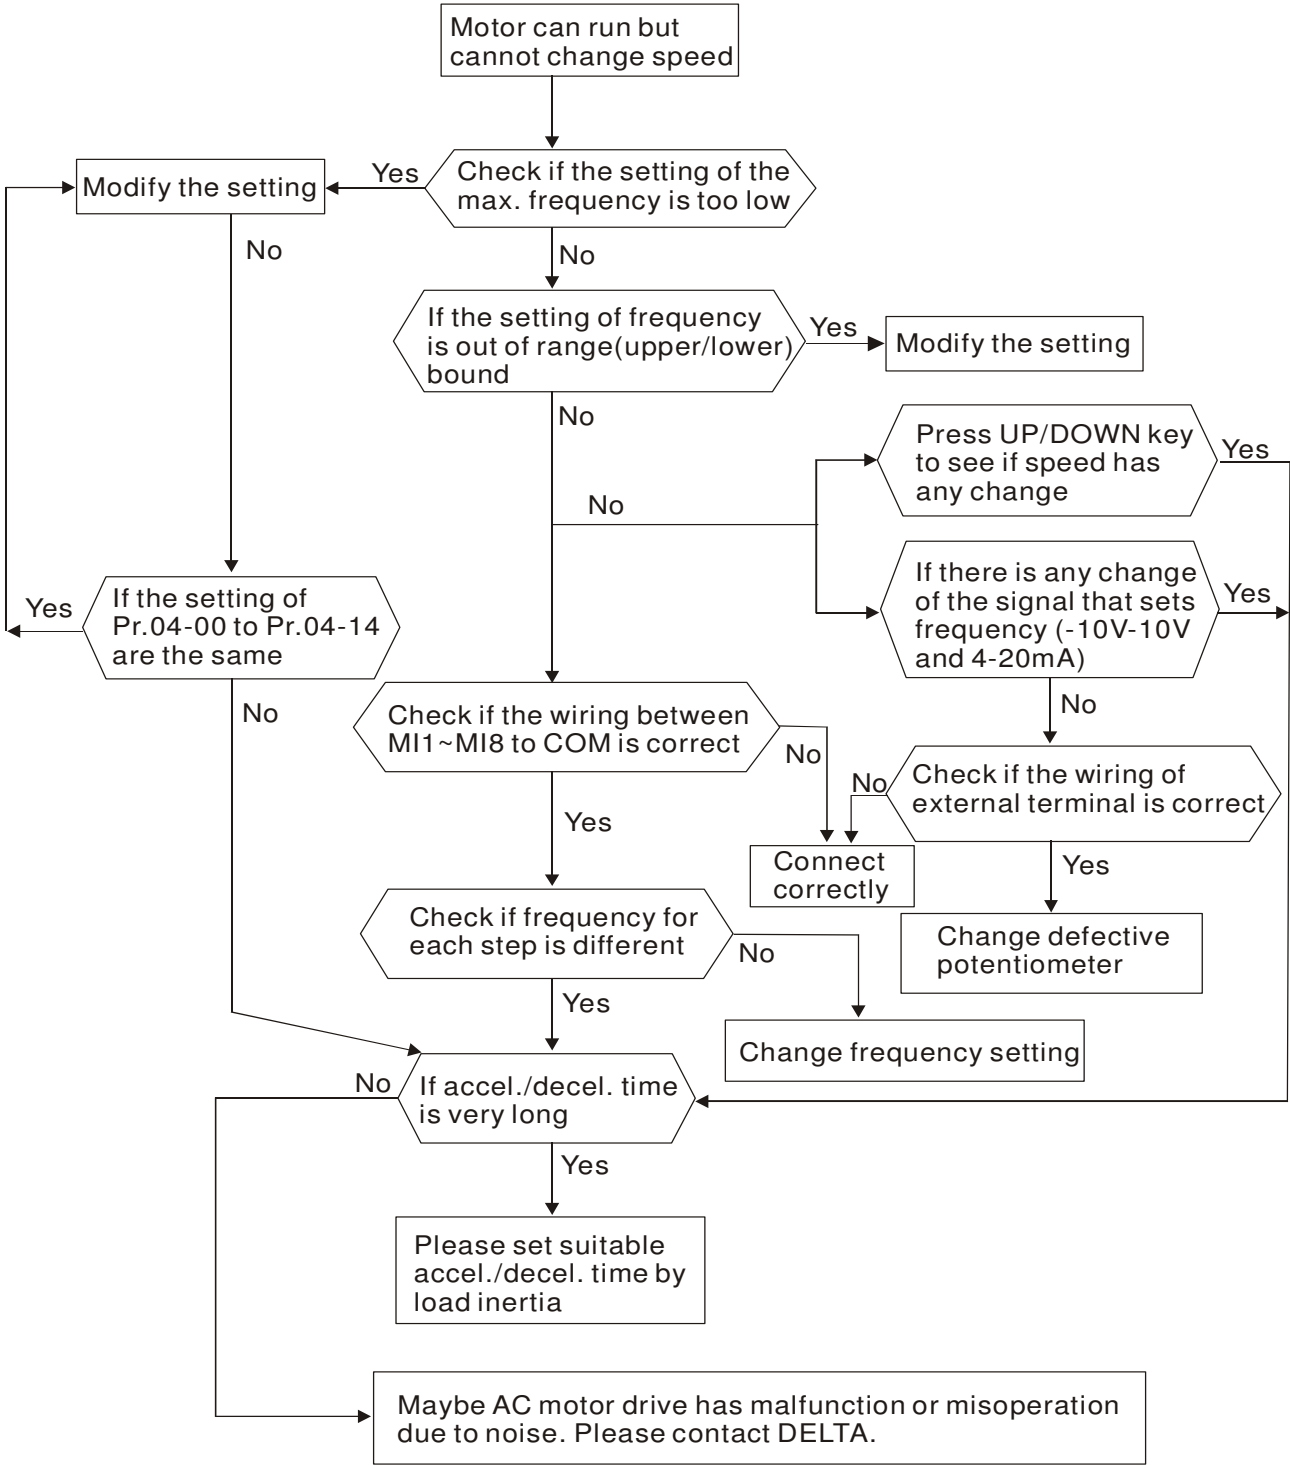 Motor can run but
cannot change speed
Yes
Check if the setting of the
max. frequency is too low
Modify the setting
No
No
If the setting of frequency
is out of range(upper/lower)
bound
Yes
Modify the setting
No
Press UP/DOWN key
to see if speed has
any change
Yes
No
If there is any change
of the signal that sets
frequency (-10V-10V
and 4-20mA)
Yes
If the setting of
Pr.04-00 to Pr.04-14
are the same
Yes
No
No
Check if the wiring between
MI1~MI8 to COM is correct
No
Check if the wiring of
external terminal is correct
No
Yes
Connect
correctly
Yes
Check if frequency for
each step is different
No
Change defective
potentiometer
Yes
Change frequency setting
No
If accel./decel. time
is very long
Yes
Please set suitable
accel./decel. time by
load inertia
Maybe AC motor drive has malfunction or misoperation
due to noise. Please contact DELTA.